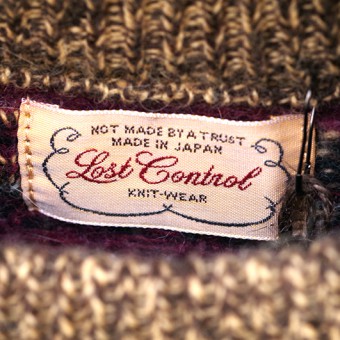 NOT MADE BY A TRUST
MADE IN JAPAN
Lost Control
KNIT-WEAR